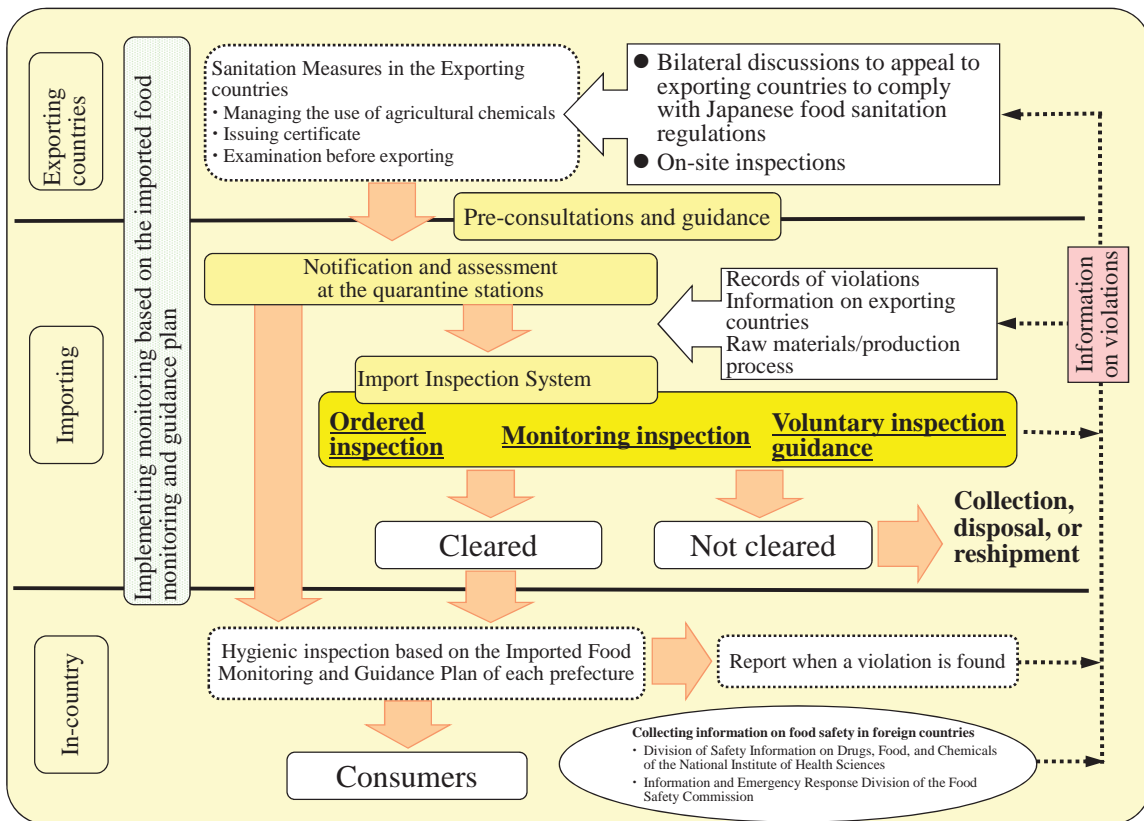 Exporting
countries
Implementing monitoring based on the imported food
monitoring and guidance plan
Sanitation Measures in the Exporting
countries
・Managing the use of agricultural chemicals
・Issuing certificate
・Examination before exporting
● Bilateral discussions to appeal to
exporting countries to comply
with Japanese food sanitation
regulations
● On-site inspections
Pre-consultations and guidance
Importing
Notification and assessment
at the quarantine stations
Records of violations
Information on exporting
countries
Raw materials/production
process
Information
on violations
Import Inspection System
Ordered
inspection
Monitoring inspection
Voluntary inspection
guidance
Cleared
Not cleared
Collection,
disposal, or
reshipment
In-country
Hygienic inspection based on the Imported Food
Monitoring and Guidance Plan of each prefecture
Report when a violation is found
Consumers
Collecting information on food safety in foreign countries
・Division of Safety Information on Drugs, Food, and Chemicals
of the National Institute of Health Sciences
・Information and Emergency Response Division of the Food
Safety Commission